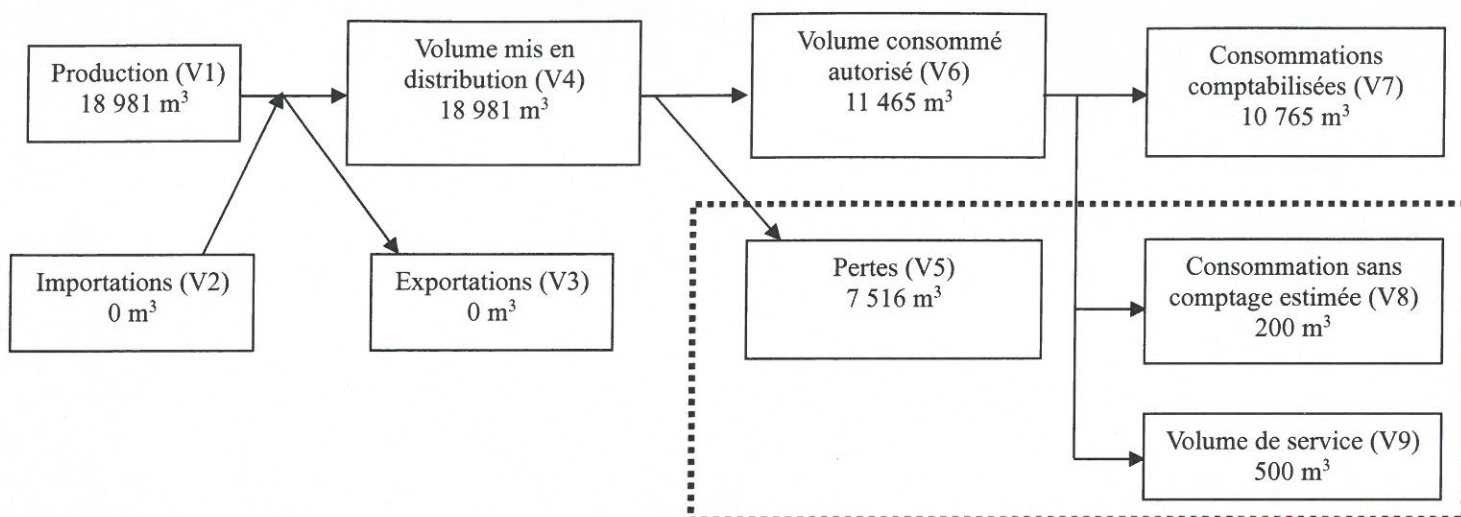 Production (V1)
18 981 m³
Volume mis en
distribution (V4)
18 981 m³
Volume consommé
autorisé (V6)
11 465 m³
Consommations
comptabilisées (V7)
10 765 m³
Importations (V2)
0 m³
Exportations (V3)
0 m³
Pertes (V5)
7 516 m³
Consommation sans
comptage estimée (V8)
200 m³
Volume de service (V9)
500 m³